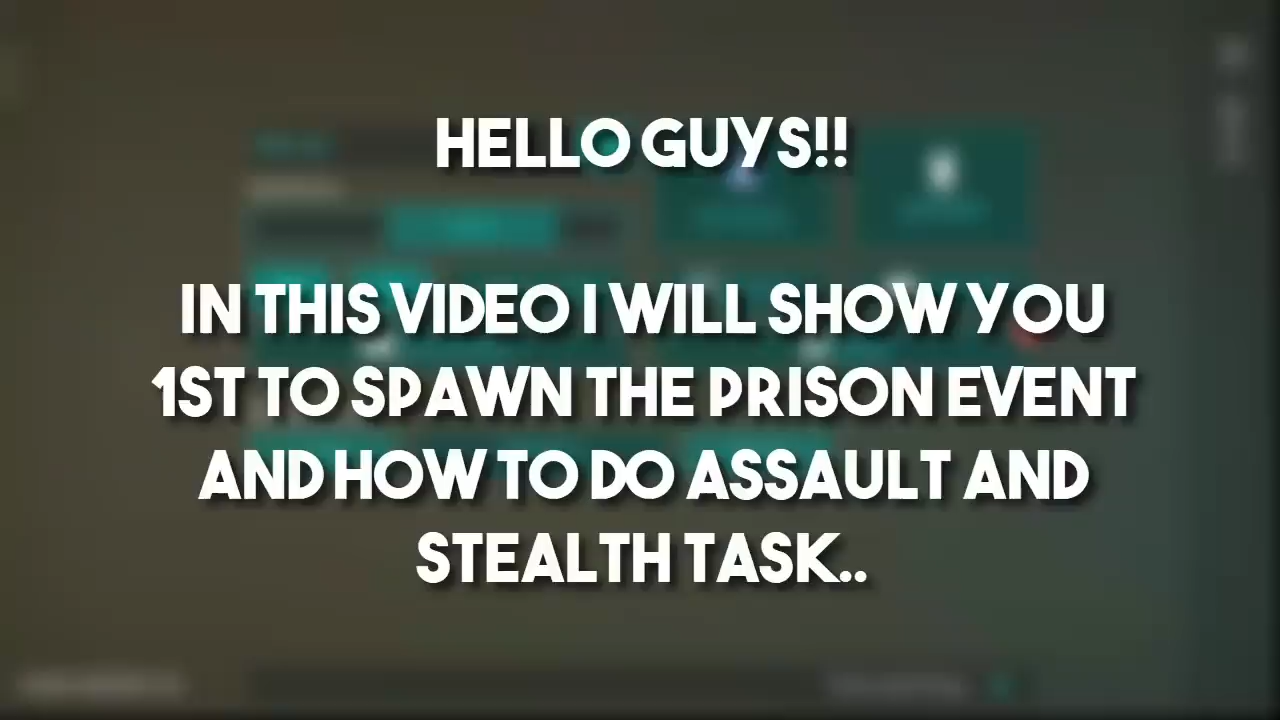 HELLO GUYS!!
IN THIS VIDEO I WILL SHOW YOU
1ST TO SPAWN THE PRISON EVENT
AND HOW TO DO ASSAULT AND
STEALTH TASK..